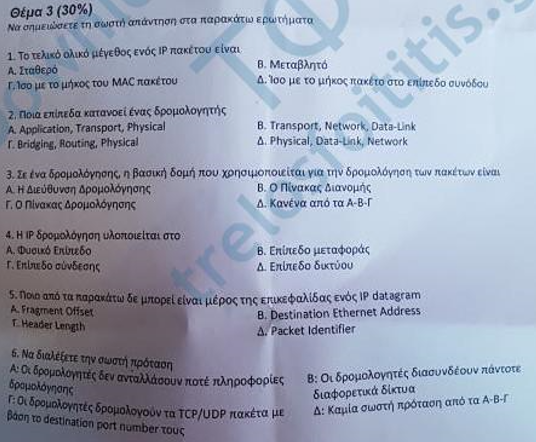 Θέμα 3 (30%)
Να σημειώσετε τη σωστή απάντηση στα παρακάτω ερωτήματα
1. Το τελικό ολικό μέγεθος ενός IP πακέτου είναι
Α. Σταθερό Β. Μεταβλητό
Γ. Ίσο με το μήκος του MAC πακέτου Δ. Ίσο με το μήκος πακέτο στο επίπεδο συνόδου
2. Ποια επίπεδα κατανοεί ένας δρομολογητής
A. Application, Transport, Physical B. Transport, Network, Data-Link
Γ. Bridging, Routing, Physical Δ. Physical, Data-Link, Network
3. Σε ένα δρομολόγησης, η βασική δομή που χρησιμοποιείται για την δρομολόγηση των πακέτων είναι
Α. Η Διεύθυνση Δρομολόγησης Β. Ο Πίνακας Διανομής
Γ. Ο Πίνακας Δρομολόγησης Δ. Κανένα από τα Α-Β-Γ
4. Η IP δρομολόγηση υλοποιείται στο
Α. Φυσικό Επίπεδο Β. Επίπεδο μεταφοράς
Γ. Επίπεδο σύνδεσης Δ. Επίπεδο δικτύου
5. Ποιο από τα παρακάτω δε μπορεί είναι μέρος της επικεφαλίδας ενός IP datagram
A. Fragment Offset B. Destination Ethernet Address
Γ. Header Length Δ. Packet Identifier
6. Να διαλέξετε την σωστή πρόταση
Α: Οι δρομολογητές δεν ανταλλάσουν ποτέ πληροφορίες δρομολόγησης
Β: Οι δρομολογητές διασυνδέουν πάντοτε διαφορετικά δίκτυα
Γ: Οι δρομολογητές δρομολογούν τα TCP/UDP πακέτα με βάση το destination port number τους
Δ: Καμία σωστή πρόταση από τα Α-Β-Γ
trelosfoititis.g